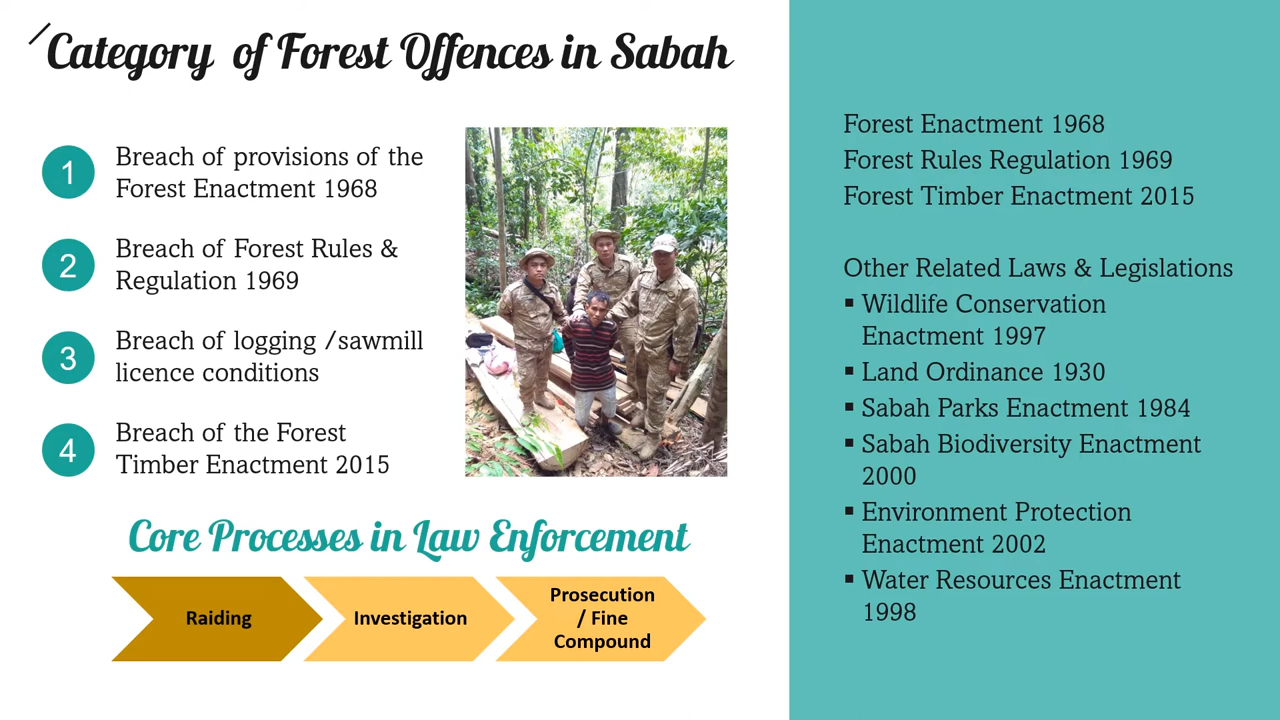 Category of Forest Offences in Sabah
1
Breach of provisions of the
Forest Enactment 1968
2
Breach of Forest Rules &
Regulation 1969
3
Breach of logging /sawmill
licence conditions
4
Breach of the Forest
Timber Enactment 2015
Core Processes in Law Enforcement
Raiding
Investigation
Prosecution
/ Fine
Compound
Forest Enactment 1968
Forest Rules Regulation 1969
Forest Timber Enactment 2015
Other Related Laws & Legislations
▪ Wildlife Conservation
Enactment 1997
▪ Land Ordinance 1930
▪ Sabah Parks Enactment 1984
▪ Sabah Biodiversity Enactment
2000
▪ Environment Protection
Enactment 2002
▪ Water Resources Enactment
1998